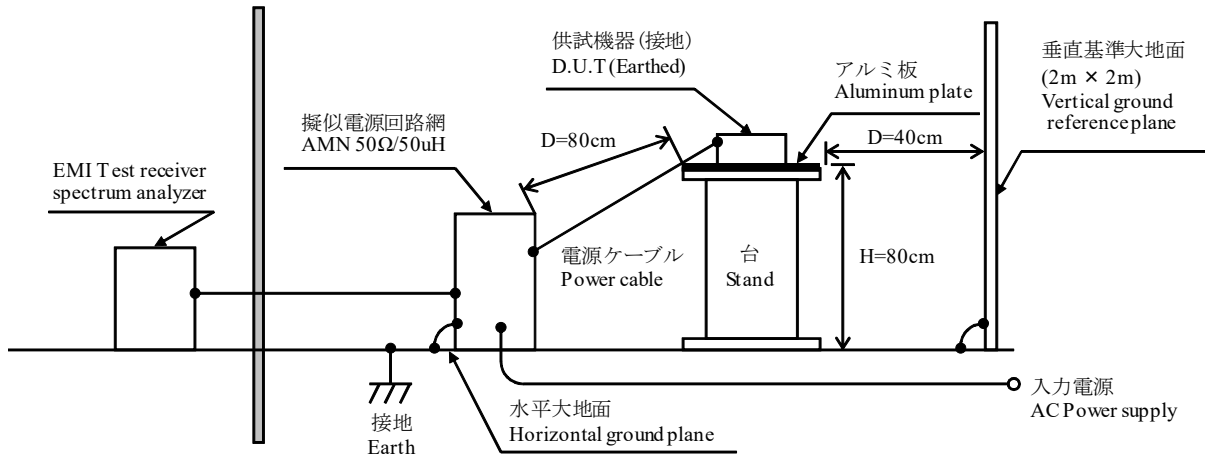 供試機器(接地)
D.U.T (Earthed)
アルミ板
Aluminum plate
垂直基準大地面
(2m × 2m)
Vertical ground
reference plane
擬似電源回路網
AMN 50Ω/50uH
D=80cm
D=40cm
EMI Test receiver
spectrum analyzer
電源ケーブル
Power cable
台
Stand
H=80cm
接地
Earth
水平大地面
Horizontal ground plane
入力電源
AC Power supply